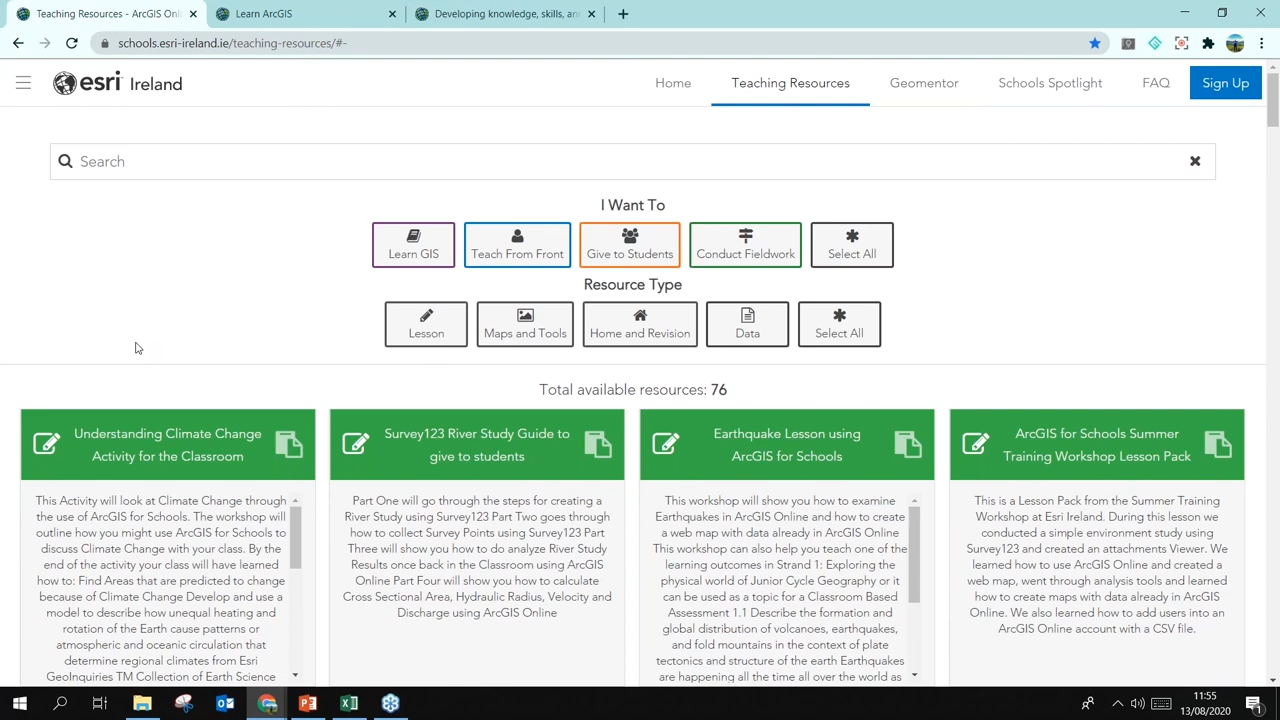 Teaching Resources - ArcGIS Onl
Learn ArcGIS
Developing knowledge, skills, an
schools.esri-ireland.ie/teaching-resources/#-
esri Ireland
Home
Teaching Resources
Geomentor
Schools Spotlight
FAQ
Sign Up
Search
I Want To
Learn GIS
Teach From Front
Give to Students
Conduct Fieldwork
Select All
Resource Type
Lesson
Maps and Tools
Home and Revision
Data
Select All
Total available resources: 76
Understanding Climate Change
Activity for the Classroom
This Activity will look at Climate Change through
the use of ArcGIS for Schools. The workshop will
outline how you might use ArcGIS for Schools to
discuss Climate Change with your class. By the
end of the activity your class will have learned
how to: Find Areas that are predicted to change
because of Climate Change Develop and use a
model to describe how unequal heating and
rotation of the Earth cause patterns or
atmospheric and oceanic circulation that
determine regional climates from Esri
GeoInquiries TM Collection of Earth Science
Survey123 River Study Guide to
give to students
Part One will go through the steps for creating a
River Study using Survey123 Part Two goes through
how to collect Survey Points using Survey123 Part
Three will show you how to do analyze River Study
Results once back in the Classroom using ArcGIS
Online Part Four will show you how to calculate
Cross Sectional Area, Hydraulic Radius, Velocity and
Discharge using ArcGIS Online
Earthquake Lesson using
ArcGIS for Schools
This workshop will show you how to examine
Earthquakes in ArcGIS Online and how to create
a web map with data already in ArcGIS Online
This workshop can also help you teach one of the
learning outcomes in Strand 1: Exploring the
physical world of Junior Cycle Geography or it
can be used as a topic for a Classroom Based
Assessment 1.1 Describe the formation and
global distribution of volcanoes, earthquakes,
and fold mountains in the context of plate
tectonics and structure of the earth Earthquakes
are happening all the time all over the world as
ArcGIS for Schools Summer
Training Workshop Lesson Pack
This is a Lesson Pack from the Summer Training
Workshop at Esri Ireland. During this lesson we
conducted a simple environment study using
Survey123 and created an attachments Viewer. We
learned how to use ArcGIS Online and created a
web map, went through analysis tools and learned
how to create maps with data already in ArcGIS
Online. We also learned how to add users into an
ArcGIS Online account with a CSV file.
11:55
13/08/2020
1